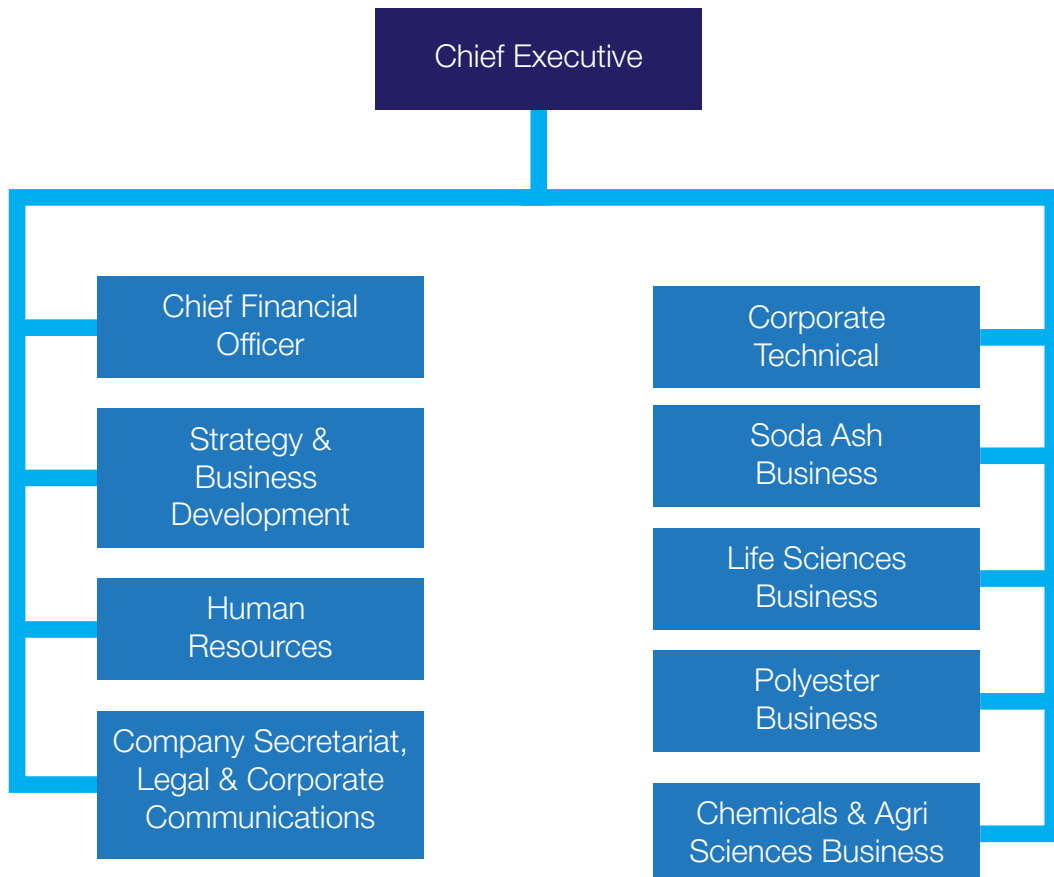 Chief Executive
Chief Financial
Officer
Strategy &
Business
Development
Human
Resources
Company Secretariat,
Legal & Corporate
Communications
Corporate
Technical
Soda Ash
Business
Life Sciences
Business
Polyester
Business
Chemicals & Agri
Sciences Business